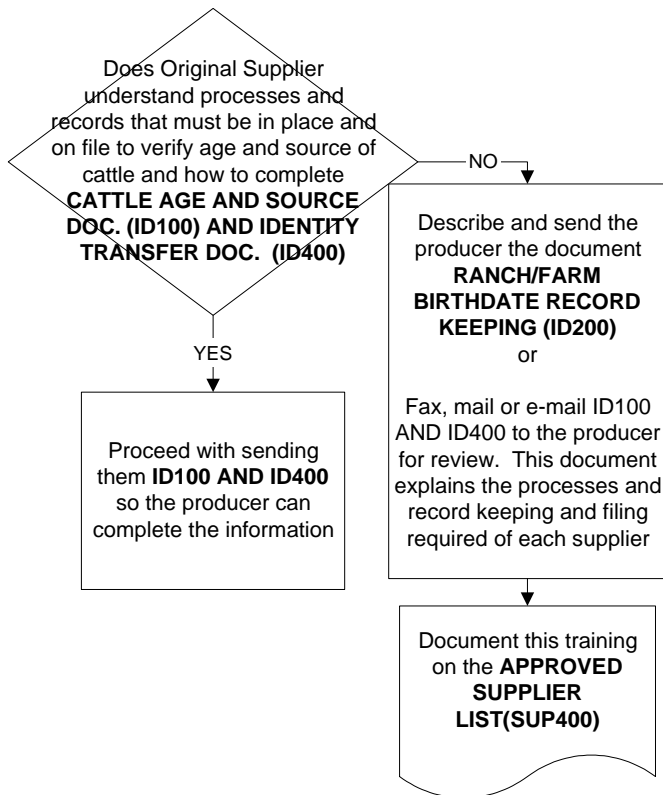 Does Original Supplier
understand processes and
records that must be in place and
on file to verify age and source of
cattle and how to complete
CATTLE AGE AND SOURCE
DOC. (ID100) AND IDENTITY
TRANSFER DOC. (ID400)
NO
YES
Proceed with sending
them ID100 AND ID400
so the producer can
complete the information
Describe and send the
producer the document
RANCH/FARM
BIRTHDATE RECORD
KEEPING (ID200)
or
Fax, mail or e-mail ID100
AND ID400 to the producer
for review. This document
explains the processes and
record keeping and filing
required of each supplier
Document this training
on the APPROVED
SUPPLIER
LIST(SUP400)